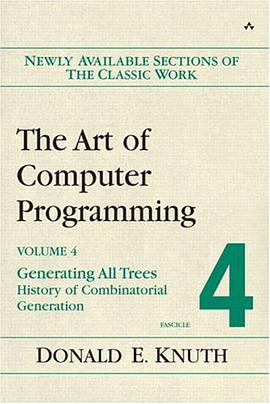 NEWLY AVAILABLE SECTIONS OF
THE CLASSIC WORK
The Art of
Computer
Programming
VOLUME 4
Generating All Trees
History of Combinatorial
Generation
FASCICLE
4
DONALD E. KNUTH